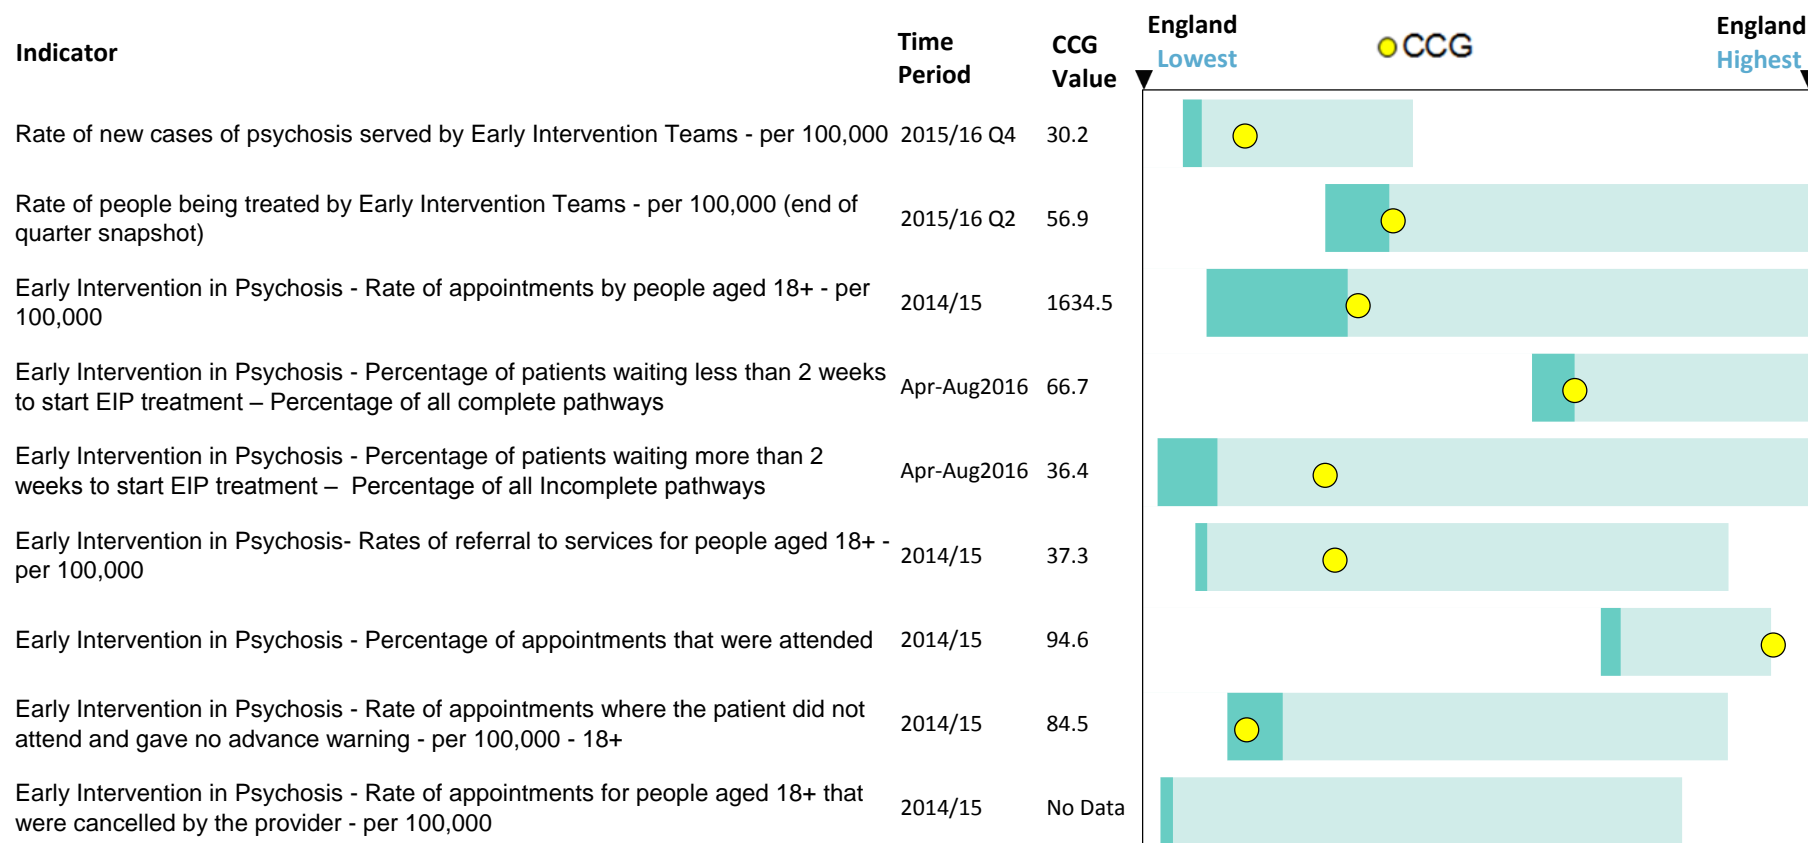 Indicator
Time
Period
CCG
Value
England
Lowest
CCG
England
Highest
Rate of new cases of psychosis served by Early Intervention Teams - per 100,000 2015/16 Q4 30.2
Rate of people being treated by Early Intervention Teams - per 100,000 (end of
quarter snapshot)
2015/16 Q2 56.9
Early Intervention in Psychosis - Rate of appointments by people aged 18+ - per
100,000
2014/15 1634.5
Early Intervention in Psychosis - Percentage of patients waiting less than 2 weeks
to start EIP treatment – Percentage of all complete pathways
Apr-Aug2016 66.7
Early Intervention in Psychosis - Percentage of patients waiting more than 2
weeks to start EIP treatment – Percentage of all Incomplete pathways
Apr-Aug2016 36.4
Early Intervention in Psychosis- Rates of referral to services for people aged 18+ -
per 100,000
2014/15 37.3
Early Intervention in Psychosis - Percentage of appointments that were attended 2014/15 94.6
Early Intervention in Psychosis - Rate of appointments where the patient did not
attend and gave no advance warning - per 100,000 - 18+
2014/15 84.5
Early Intervention in Psychosis - Rate of appointments for people aged 18+ that
were cancelled by the provider - per 100,000
2014/15 No Data